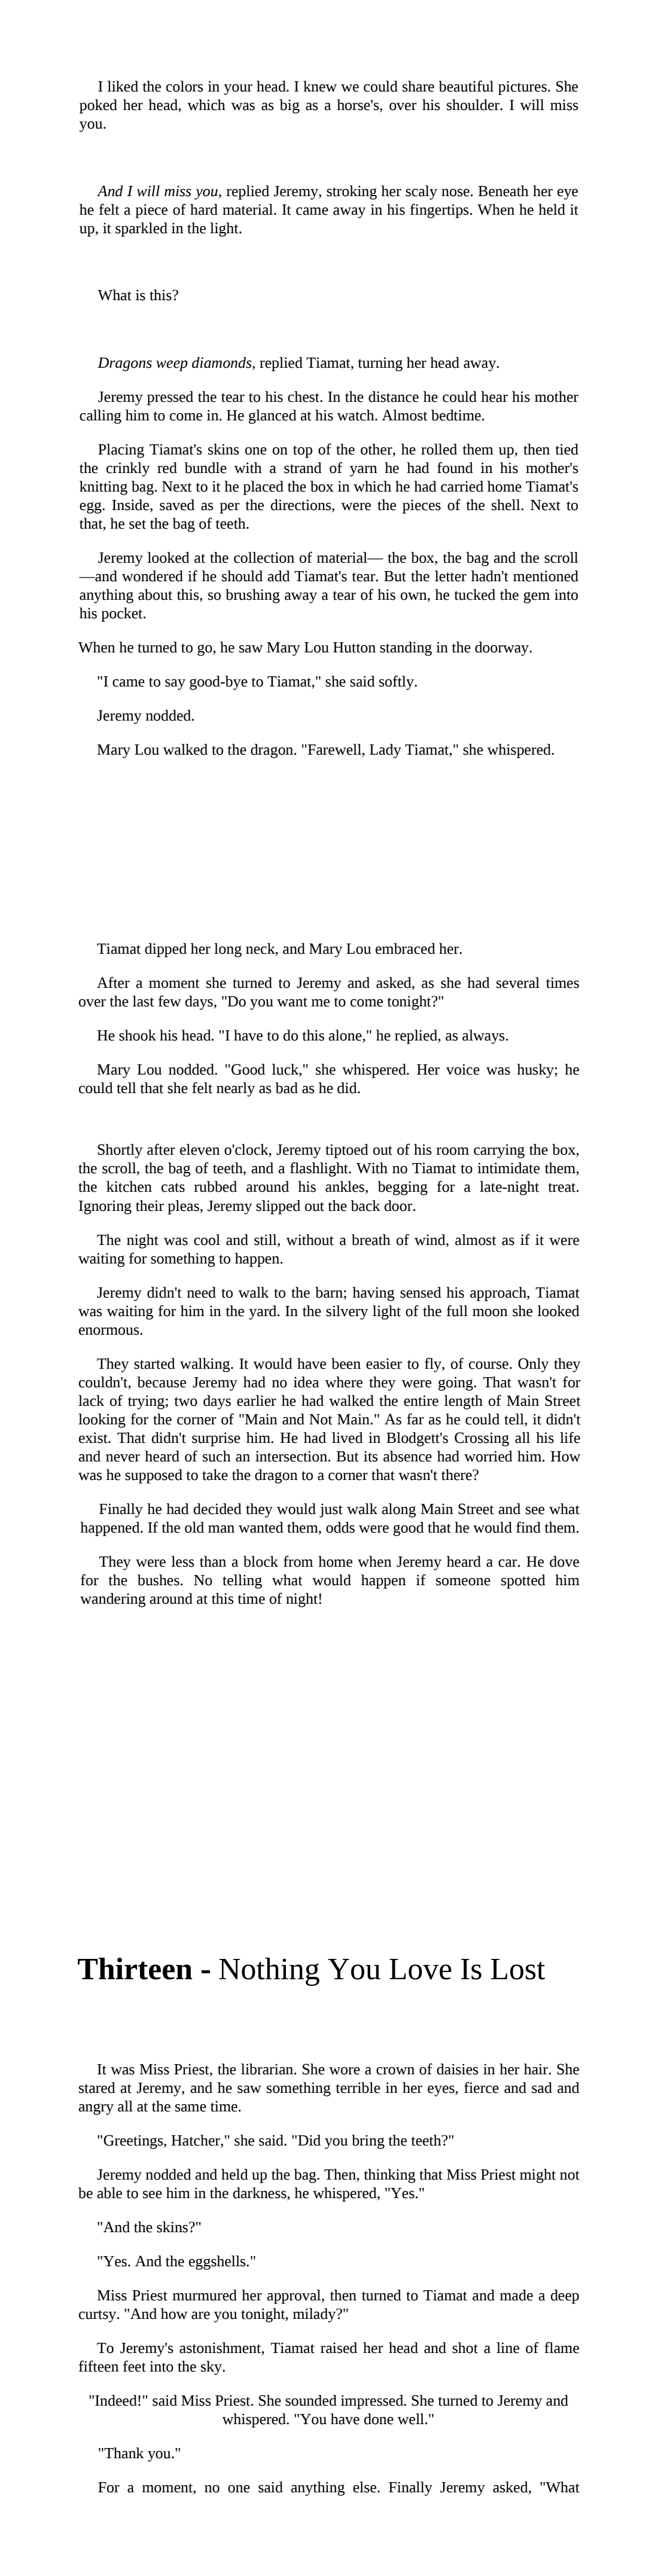 I liked the colors in your head. I knew we could share beautiful pictures. She
poked her head, which was as big as a horse's, over his shoulder. I will miss
you.
And I will miss you, replied Jeremy, stroking her scaly nose. Beneath her eye
he felt a piece of hard material. It came away in his fingertips. When he held it
up, it sparkled in the light.
What is this?
Dragons weep diamonds, replied Tiamat, turning her head away.
Jeremy pressed the tear to his chest. In the distance he could hear his mother
calling him to come in. He glanced at his watch. Almost bedtime.
Placing Tiamat's skins one on top of the other, he rolled them up, then tied
the crinkly red bundle with a strand of yarn he had found in his mother's
knitting bag. Next to it he placed the box in which he had carried home Tiamat's
egg. Inside, saved as per the directions, were the pieces of the shell. Next to
that, he set the bag of teeth.
Jeremy looked at the collection of material— the box, the bag and the scroll
—and wondered if he should add Tiamat's tear. But the letter hadn't mentioned
anything about this, so brushing away a tear of his own, he tucked the gem into
his pocket.
When he turned to go, he saw Mary Lou Hutton standing in the doorway.
"I came to say good-bye to Tiamat," she said softly.
Jeremy nodded.
Mary Lou walked to the dragon. "Farewell, Lady Tiamat," she whispered.
Tiamat dipped her long neck, and Mary Lou embraced her.
After a moment she turned to Jeremy and asked, as she had several times
over the last few days, "Do you want me to come tonight?"
He shook his head. "I have to do this alone," he replied, as always.
Mary Lou nodded. "Good luck," she whispered. Her voice was husky; he
could tell that she felt nearly as bad as he did.
Shortly after eleven o'clock, Jeremy tiptoed out of his room carrying the box,
the scroll, the bag of teeth, and a flashlight. With no Tiamat to intimidate them,
the kitchen cats rubbed around his ankles, begging for a late-night treat.
Ignoring their pleas, Jeremy slipped out the back door.
The night was cool and still, without a breath of wind, almost as if it were
waiting for something to happen.
Jeremy didn't need to walk to the barn; having sensed his approach, Tiamat
was waiting for him in the yard. In the silvery light of the full moon she looked
enormous.
They started walking. It would have been easier to fly, of course. Only they
couldn't, because Jeremy had no idea where they were going. That wasn't for
lack of trying; two days earlier he had walked the entire length of Main Street
looking for the corner of "Main and Not Main." As far as he could tell, it didn't
exist. That didn't surprise him. He had lived in Blodgett's Crossing all his life
and never heard of such an intersection. But its absence had worried him. How
was he supposed to take the dragon to a corner that wasn't there?
Finally he had decided they would just walk along Main Street and see what
happened. If the old man wanted them, odds were good that he would find them.
They were less than a block from home when Jeremy heard a car. He dove
for the bushes. No telling what would happen if someone spotted him
wandering around at this time of night!
Thirteen - Nothing You Love Is Lost
It was Miss Priest, the librarian. She wore a crown of daisies in her hair. She
stared at Jeremy, and he saw something terrible in her eyes, fierce and sad and
angry all at the same time.
"Greetings, Hatcher," she said. "Did you bring the teeth?"
Jeremy nodded and held up the bag. Then, thinking that Miss Priest might not
be able to see him in the darkness, he whispered, "Yes."
"And the skins?"
"Yes. And the eggshells."
Miss Priest murmured her approval, then turned to Tiamat and made a deep
curtsy. "And how are you tonight, milady?"
To Jeremy's astonishment, Tiamat raised her head and shot a line of flame
fifteen feet into the sky.
"Indeed!" said Miss Priest. She sounded impressed. She turned to Jeremy and
whispered. "You have done well."
"Thank you."
For a moment, no one said anything else. Finally Jeremy asked, "What